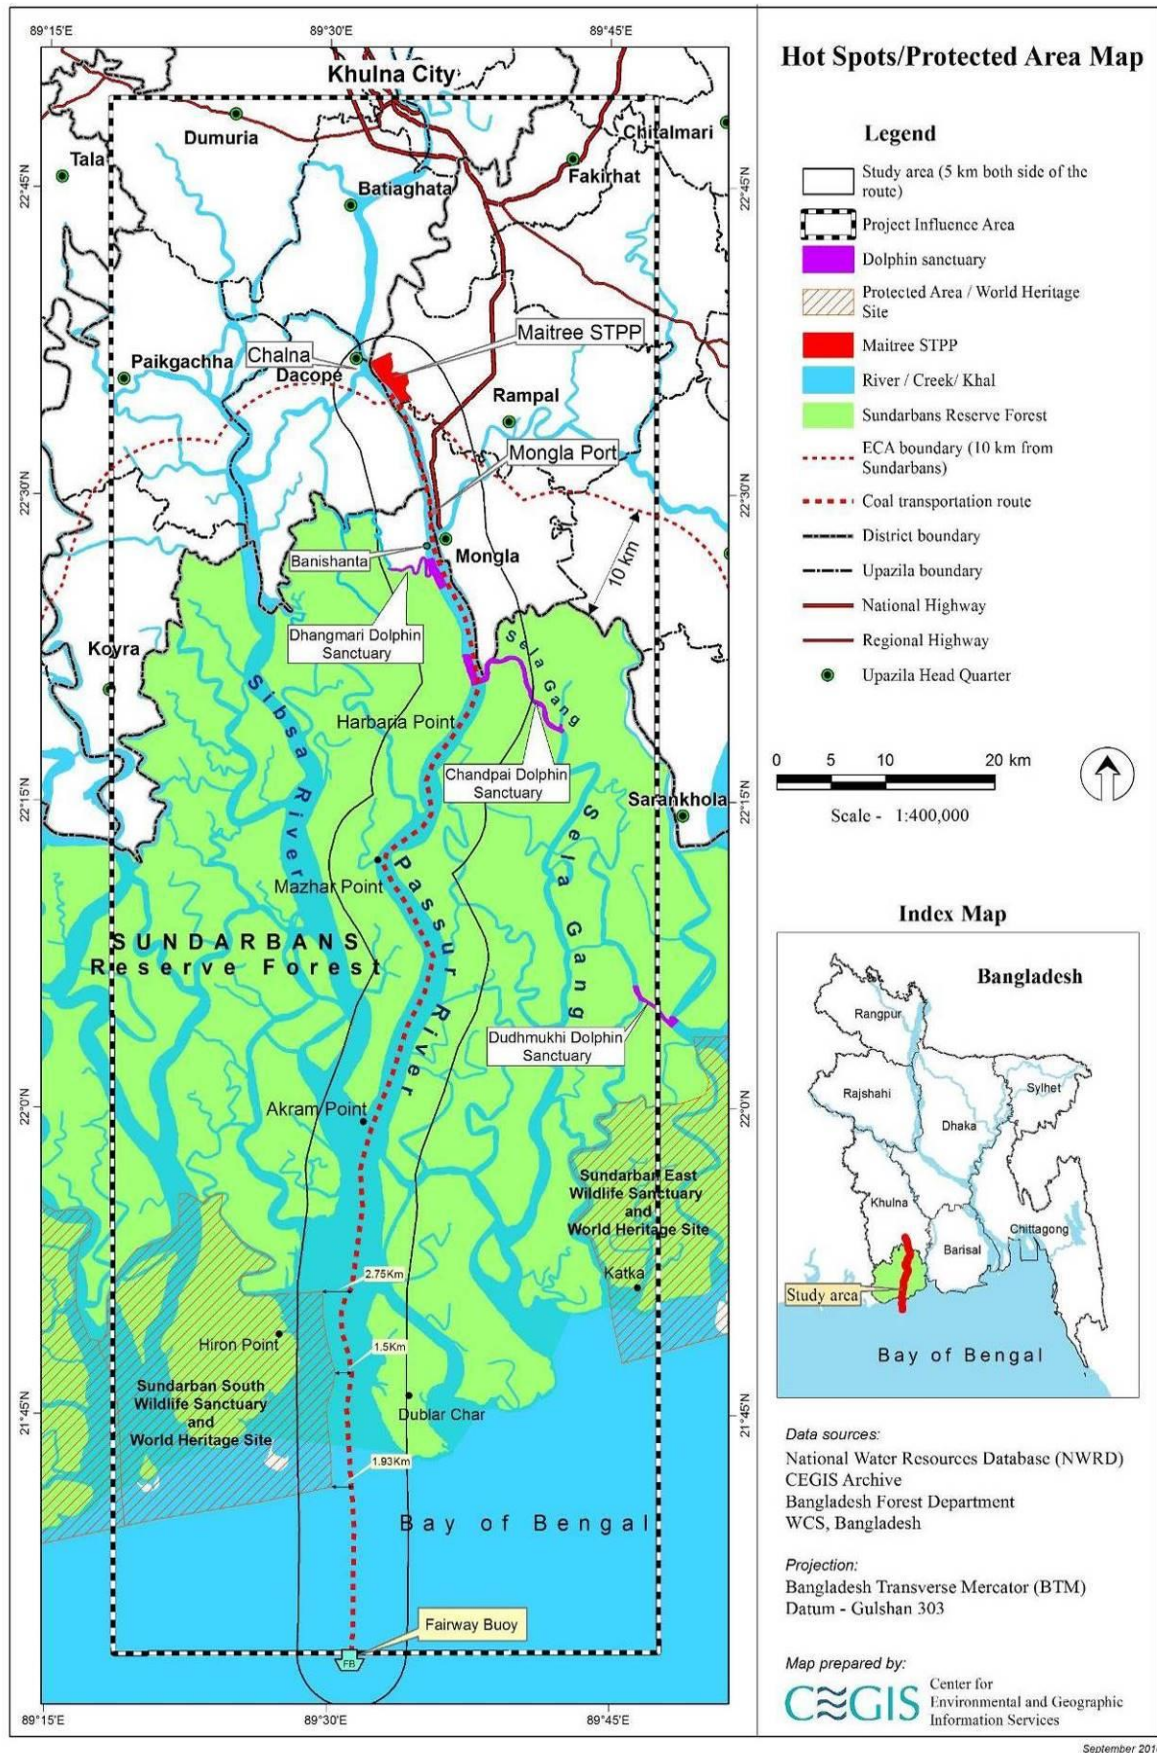 89°15'E
89°30'E
89°45'E
Khulna City
Dumuria
Chitalmari
Tala
Fakirhat
22°45'N
22°45'N
Batiaghata
Maitree STPP
Chalna
Paikgachha
Dacope
Rampal
Mongla Port
22°30'N
22°30'N
Banishanta
Mongla
10 km
Dhangmari Dolphin
Sanctuary
Koyra
Sela Gang
Sibsa River
Harbaria Point
Chandpai Dolphin
Sanctuary
22°15'N
22°15'N
Sarankhola
Sela Gang
Mazhar Point
Passur River
SUNDARBANS
Reserve Forest
Dudhmukhi Dolphin
Sanctuary
22°0'N
22°0'N
Akram Point
Sundarban East
Wildlife Sanctuary
and
World Heritage Site
2.75Km
Katka
Hiron Point
1.5Km
Sundarban South
Wildlife Sanctuary
and
World Heritage Site
Dublar Char
21°45'N
21°45'N
1.93Km
Bay of Bengal
Fairway Buoy
FB
89°15'E
89°30'E
89°45'E
Hot Spots/Protected Area Map
Legend
Study area (5 km both side of the
route)
Project Influence Area
Dolphin sanctuary
Protected Area / World Heritage
Site
Maitree STPP
River / Creek/ Khal
Sundarbans Reserve Forest
ECA boundary (10 km from
Sundarbans)
Coal transportation route
District boundary
Upazila boundary
National Highway
Regional Highway
Upazila Head Quarter
0 5 10 20 km
Scale - 1:400,000
Index Map
Bangladesh
Rangpur
Rajshahi
Sylhet
Dhaka
Khulna
Chittagong
Barisal
Study area
Bay of Bengal
Data sources:
National Water Resources Database (NWRD)
CEGIS Archive
Bangladesh Forest Department
WCS, Bangladesh
Projection:
Bangladesh Transverse Mercator (BTM)
Datum - Gulshan 303
Map prepared by:
CEGIS
Center for
Environmental and Geographic
Information Services
September